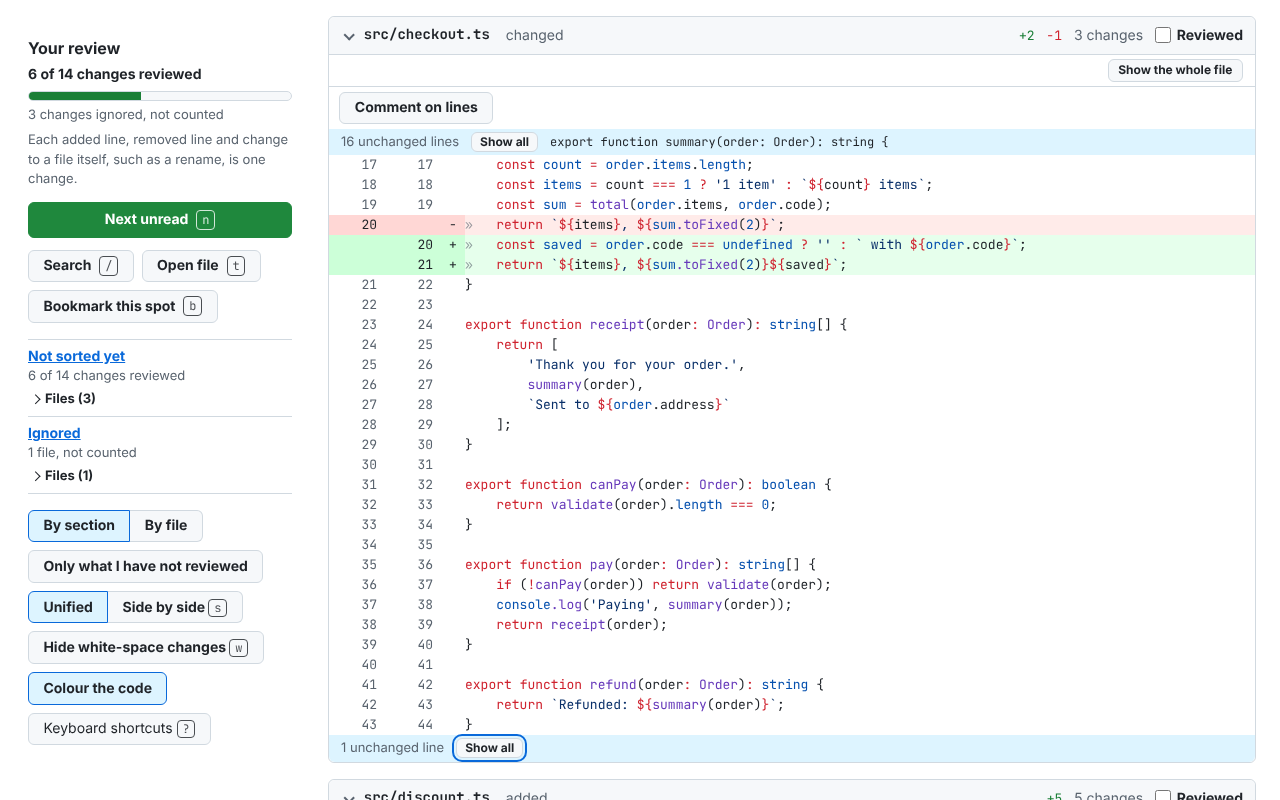 Your review
6 of 14 changes reviewed
3 changes ignored, not counted
Each added line, removed line and change
to a file itself, such as a rename, is one
change.
Next unread n
Search /
Open file t
Bookmark this spot b
Not sorted yet
6 of 14 changes reviewed
Files (3)
Ignored
1 file, not counted
Files (1)
By section By file
Only what I have not reviewed
Unified Side by side s
Hide white-space changes w
Colour the code
Keyboard shortcuts ?
src/checkout.ts changed +2 -1 3 changes Reviewed
Show the whole file
Comment on lines
16 unchanged lines Show all export function summary(order: Order): string {
17 17 const count = order.items.length;
18 18 const items = count === 1 ? '1 item' : `${count} items`;
19 19 const sum = total(order.items, order.code);
20 - » return `${items}, ${sum.toFixed(2)}`;
20 + » const saved = order.code === undefined ? '' : ` with ${order.code}`;
21 + » return `${items}, ${sum.toFixed(2)}${saved}`;
21 22 }
22 23
23 24 export function receipt(order: Order): string[] {
24 25 return [
25 26 'Thank you for your order.',
26 27 summary(order),
27 28 `Sent to ${order.address}`
28 29 ];
29 30 }
30 31
31 32 export function canPay(order: Order): boolean {
32 33 return validate(order).length === 0;
33 34 }
34 35
35 36 export function pay(order: Order): string[] {
36 37 if (!canPay(order)) return validate(order);
37 38 console.log('Paying', summary(order));
38 39 return receipt(order);
39 40 }
40 41
41 42 export function refund(order: Order): string {
42 43 return `Refunded: ${summary(order)}`;
43 44 }
1 unchanged line Show all
src/discount.ts added +5 5 changes Reviewed